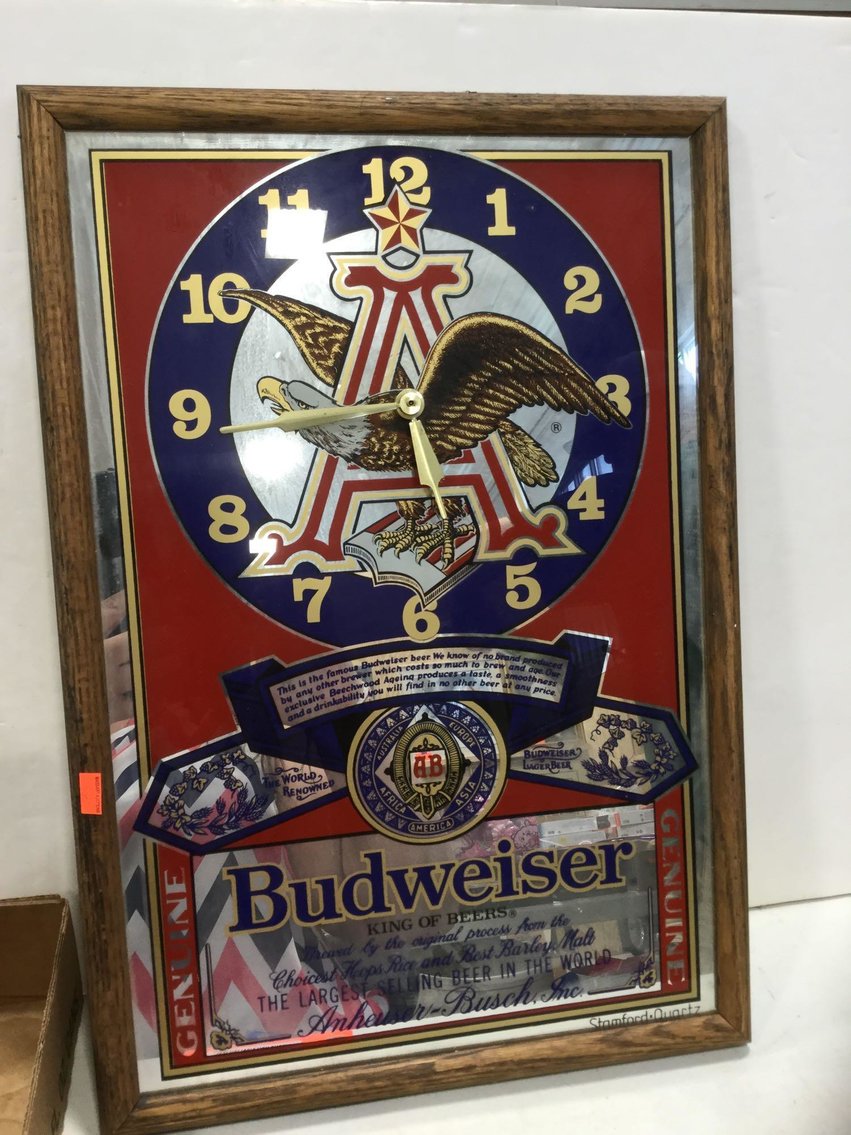 12
11
1
10
2
9
3
®
8
4
7
5
6
This is the famous Budweiser beer. We know of no brand produced
by any other brewer which costs so much to brew and age. Our
exclusive Beechwood Ageing produces a taste, a smoothness
and a drinkability you will find in no other beer at any price.
THE WORLD
RENOWNED
AUSTRALIA
EUROPE
AFRICA
ASIA
AMERICA
AB
BUDWEISER
LAGER BEER
GENUINE
GENUINE
Budweiser
KING OF BEERS®
Brewed by the original process from the
Choicest Hops, Rice and Best Barley Malt
THE LARGEST SELLING BEER IN THE WORLD
Anheuser-Busch, Inc.
Stamford·Quartz